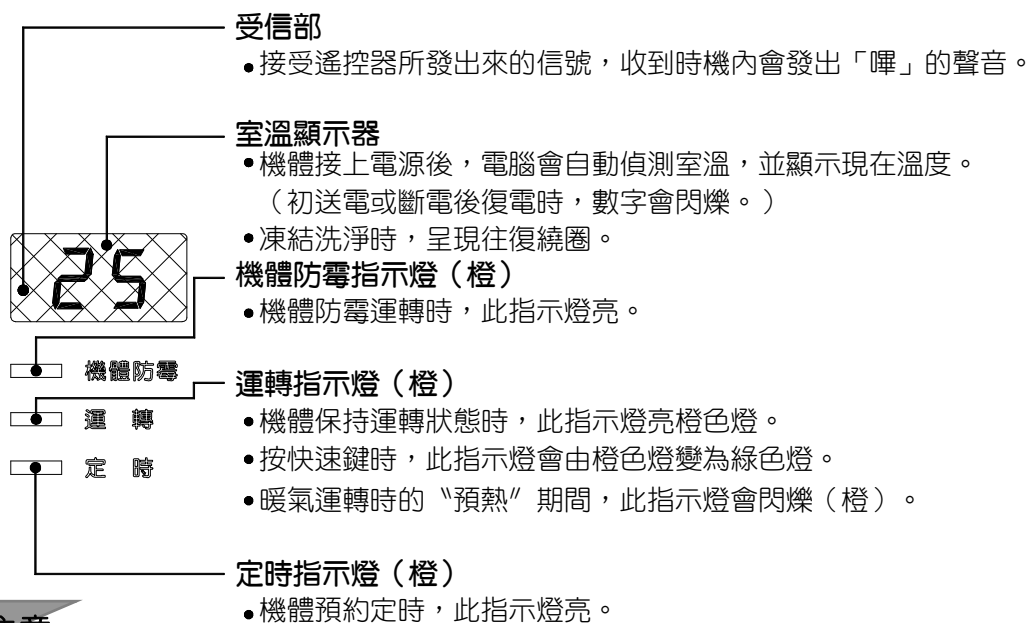 受信部
•接受遙控器所發出來的信號，收到時機內會發出「嗶」的聲音。
室溫顯示器
•機體接上電源後，電腦會自動偵測室溫，並顯示現在溫度。
（初送電或斷電後復電時，數字會閃爍。）
•凍結洗淨時，呈現往復繞圈。
25
機體防霉指示燈（橙）
•機體防霉運轉時，此指示燈亮。
機體防霉
運轉指示燈（橙）
•機體保持運轉狀態時，此指示燈亮橙色燈。
運 轉
•按快速鍵時，此指示燈會由橙色燈變為綠色燈。
定 時
•暖氣運轉時的〝預熱〞期間，此指示燈會閃爍（橙）。
定時指示燈（橙）
•機體預約定時，此指示燈亮。